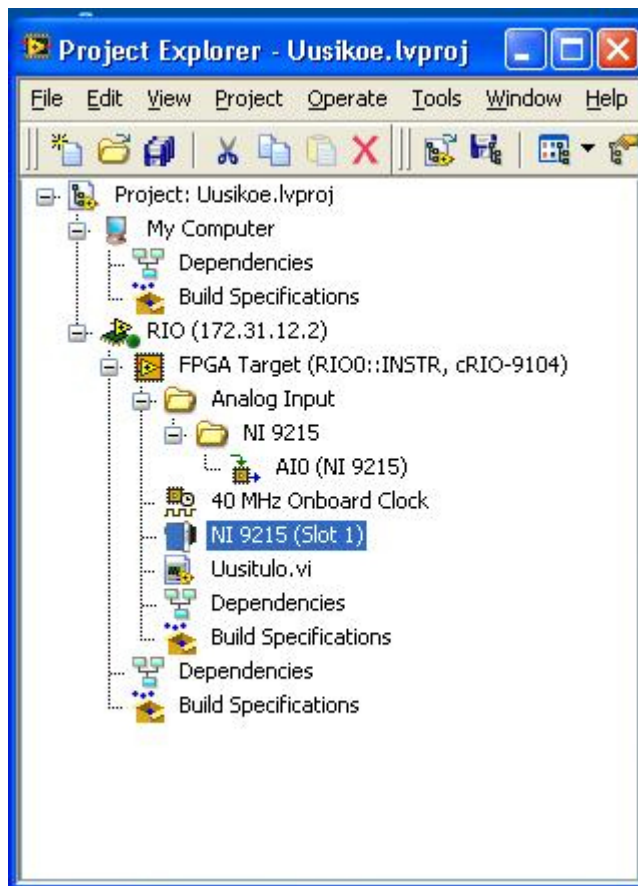 Project Explorer - Uusikoe.lvproj
File Edit View Project Operate Tools Window Help
Project: Uusikoe.lvproj
My Computer
Dependencies
Build Specifications
RIO (172.31.12.2)
FPGA Target (RIO0::INSTR, cRIO-9104)
Analog Input
NI 9215
AI0 (NI 9215)
40 MHz Onboard Clock
NI 9215 (Slot 1)
Uusitulo.vi
Dependencies
Build Specifications
Dependencies
Build Specifications